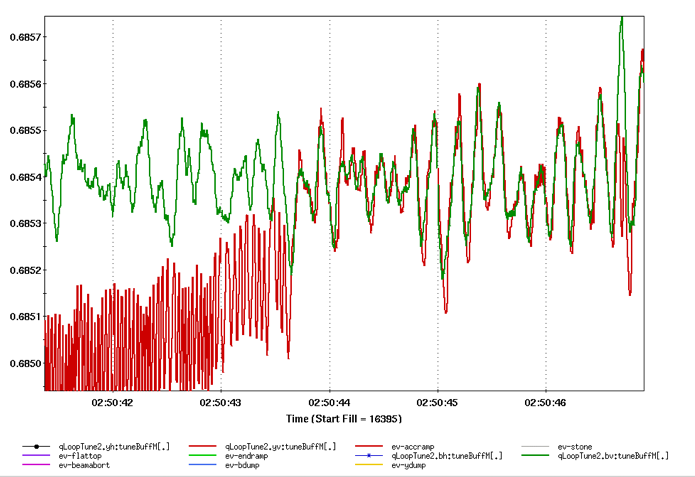 0.6857
0.6856
0.6855
0.6854
0.6853
0.6852
0.6851
0.6850
02:50:42 02:50:43 02:50:44 02:50:45 02:50:46
Time (Start Fill = 16395)
qLoopTune2.yh:tuneBuffM[.] qLoopTune2.yv:tuneBuffM[.] ev-accramp ev-stone
ev-flattop ev-endramp qLoopTune2.bh:tuneBuffM[.] qLoopTune2.bv:tuneBuffM[.]
ev-beamabort ev-bdump ev-ydump